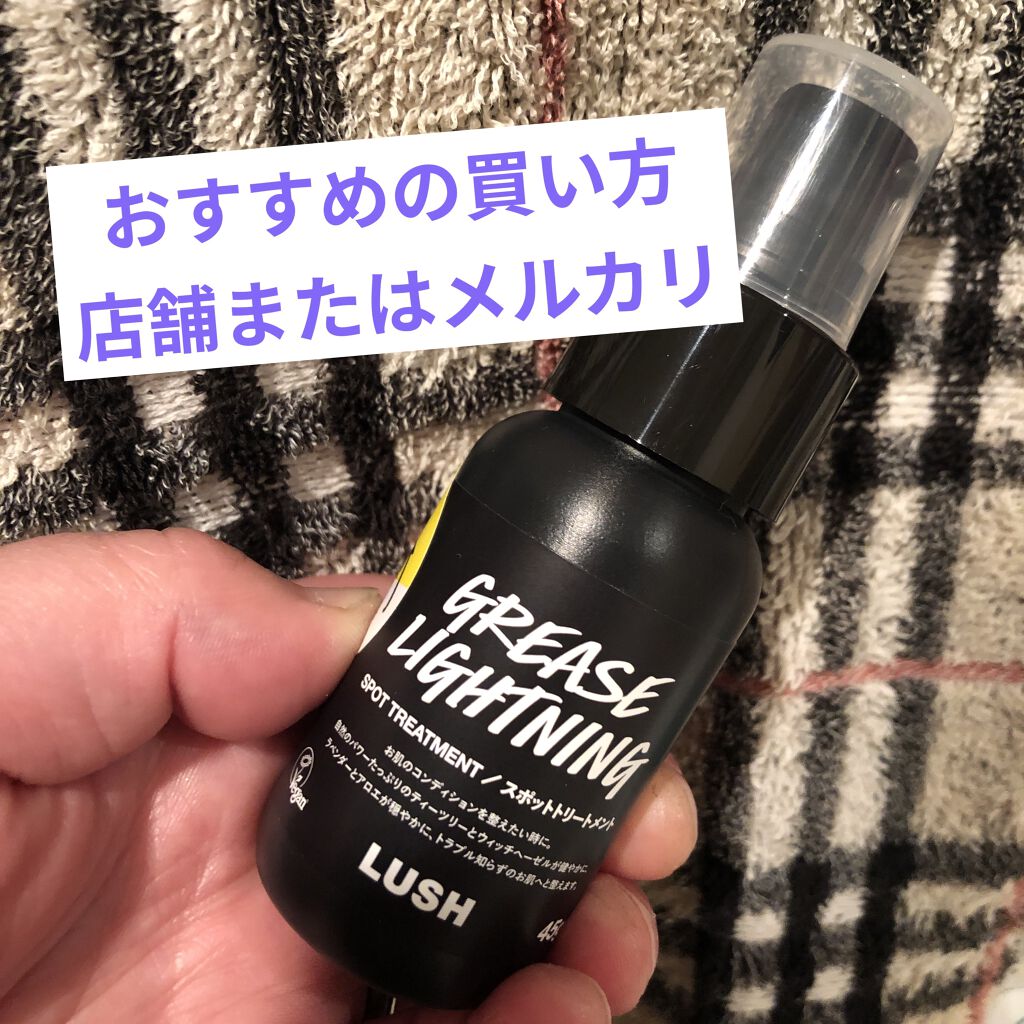 おすすめの買い方
店舗またはメルカリ
GREASE
LIGHTNING
SPOT TREATMENT / スポットトリートメント
お肌のコンディションを整えたい時に。
自然のパワーたっぷりのティーツリーとウィッチヘーゼルが健やかに、
ラベンダーとアロエが穏やかに、トラブル知らずのお肌へと整えます。
Vegan
LUSH
45g